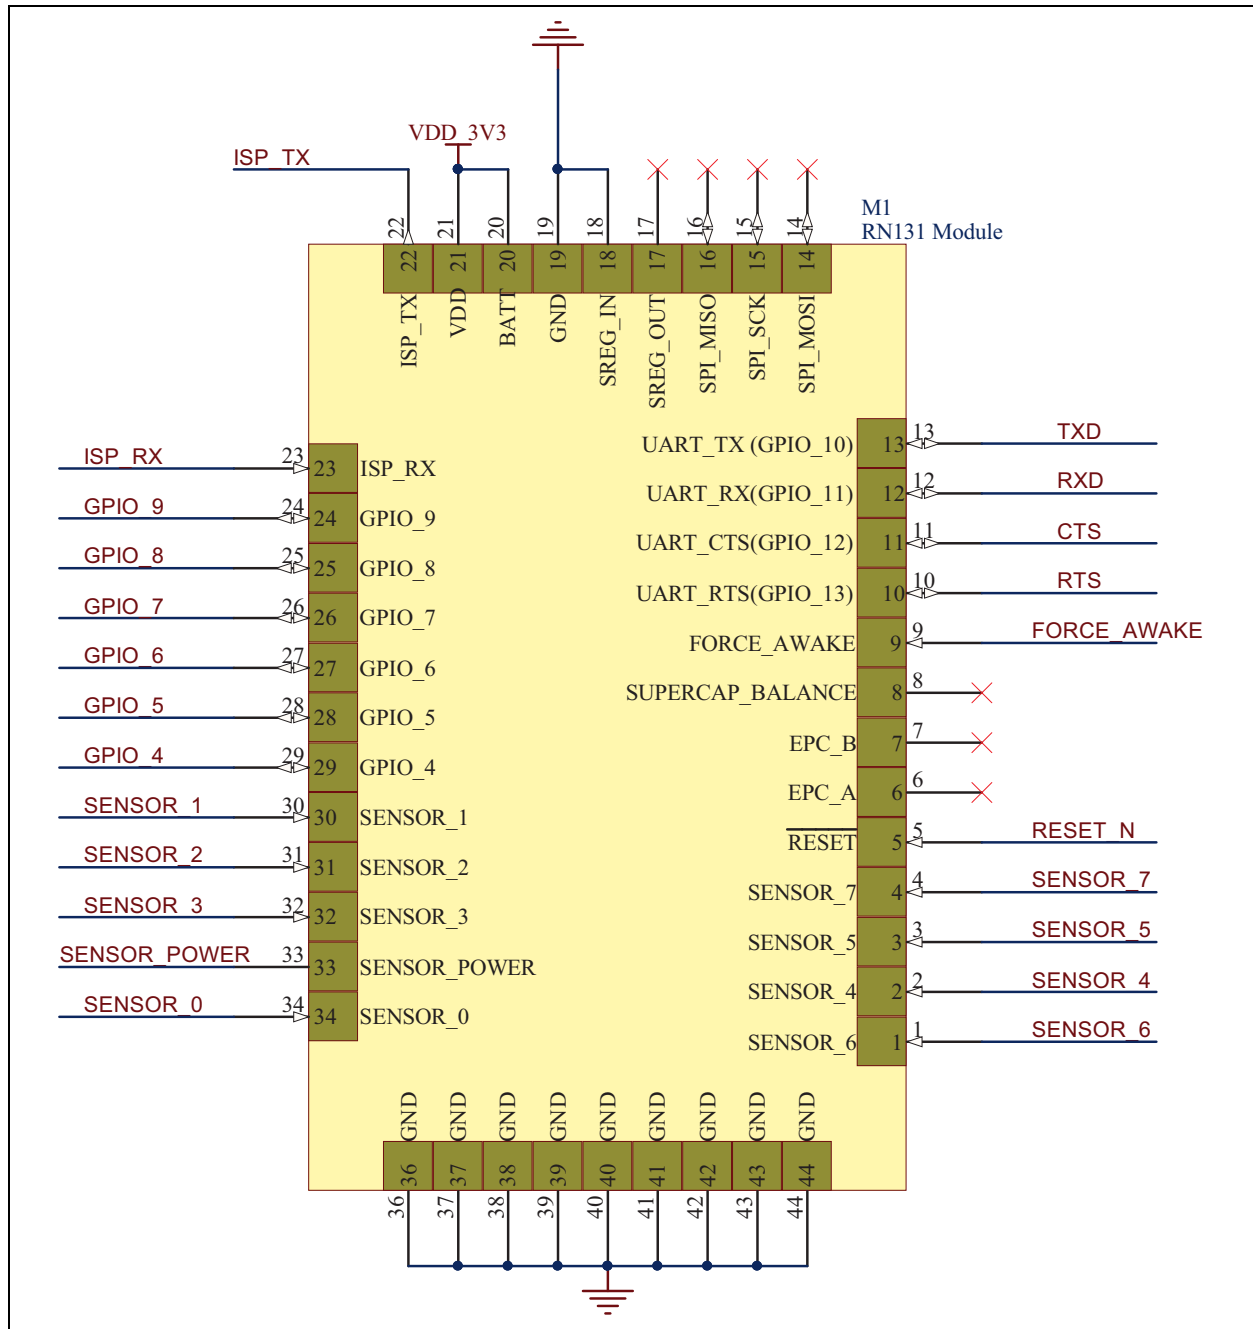 VDD_3V3
ISP_TX
M1
RN131 Module
22 21 20 19 18 17 16 15 14
22 21 20 19 18 17 16 15 14
ISP_TX VDD BATT GND SREG_IN SREG_OUT SPI_MISO SPI_SCK SPI_MOSI
UART_TX (GPIO_10) 13 13 TXD
ISP_RX 23 23 ISP_RX
UART_RX(GPIO_11) 12 12 RXD
GPIO_9 24 24 GPIO_9
UART_CTS(GPIO_12) 11 11 CTS
GPIO_8 25 25 GPIO_8
UART_RTS(GPIO_13) 10 10 RTS
GPIO_7 26 26 GPIO_7
FORCE_AWAKE 9 9 FORCE_AWAKE
GPIO_6 27 27 GPIO_6
SUPERCAP_BALANCE 8 8
GPIO_5 28 28 GPIO_5
EPC_B 7 7
GPIO_4 29 29 GPIO_4
EPC_A 6 6
SENSOR_1 30 30 SENSOR_1
RESET 5 5 RESET_N
SENSOR_2 31 31 SENSOR_2
SENSOR_7 4 4 SENSOR_7
SENSOR_3 32 32 SENSOR_3
SENSOR_5 3 3 SENSOR_5
SENSOR_POWER 33 33 SENSOR_POWER
SENSOR_4 2 2 SENSOR_4
SENSOR_0 34 34 SENSOR_0
SENSOR_6 1 1 SENSOR_6
GND GND GND GND GND GND GND GND GND
36 37 38 39 40 41 42 43 44
36 37 38 39 40 41 42 43 44